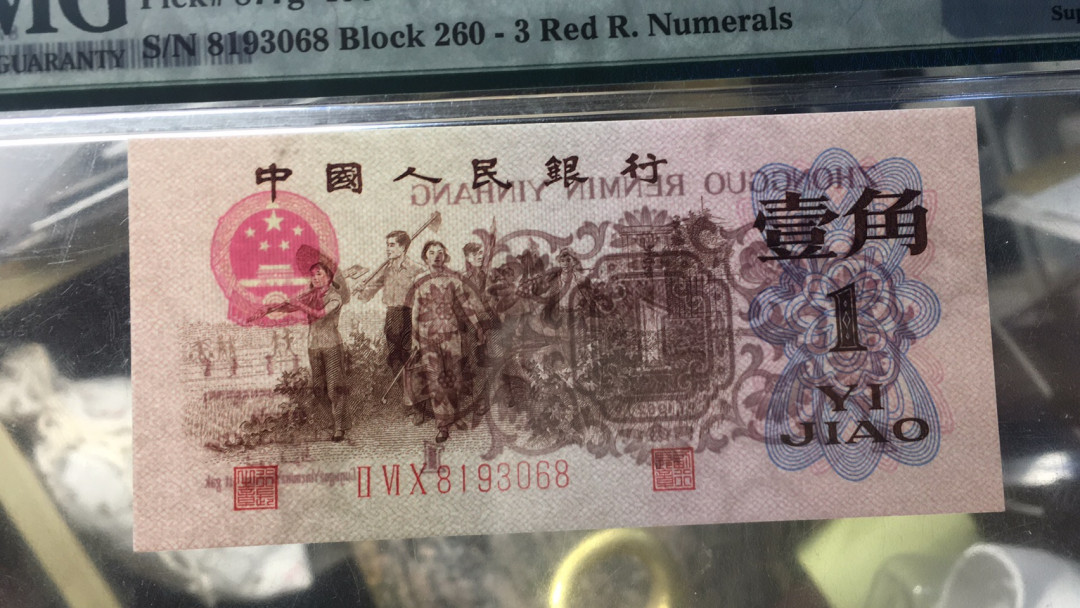 S/N 8193068 Block 260 - 3 Red R. Numerals
GUARANTY
中國人民銀行
ZHONGGUO RENMIN YINHANG
壹角
1
YI
JIAO
ⅡⅥⅩ8193068